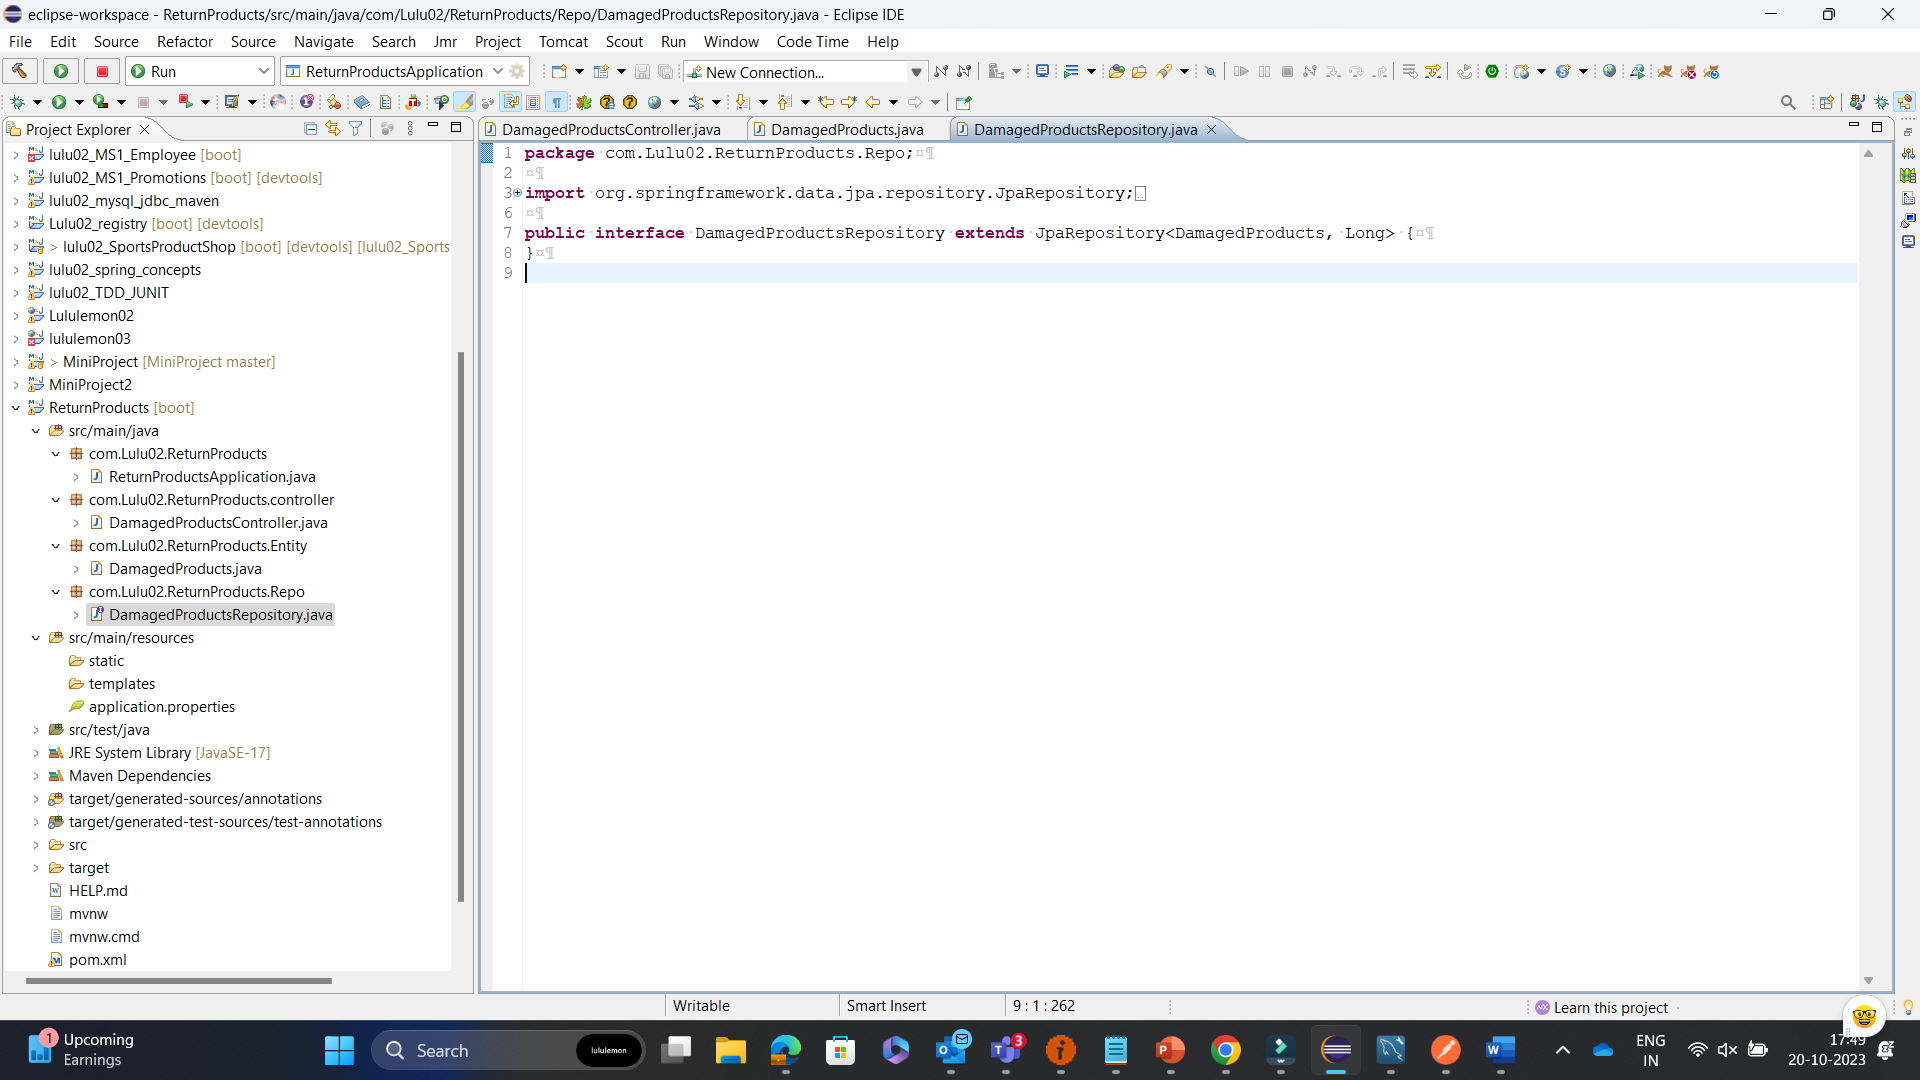 eclipse-workspace - ReturnProducts/src/main/java/com/Lulu02/ReturnProducts/Repo/DamagedProductsRepository.java - Eclipse IDE
File Edit Source Refactor Source Navigate Search Jmr Project Tomcat Scout Run Window Code Time Help
Run ReturnProductsApplication New Connection...
Project Explorer
lulu02_MS1_Employee [boot]
lulu02_MS1_Promotions [boot] [devtools]
lulu02_mysql_jdbc_maven
Lulu02_registry [boot] [devtools]
> lulu02_SportsProductShop [boot] [devtools] [lulu02_Sports
lulu02_spring_concepts
lulu02_TDD_JUNIT
Lululemon02
lululemon03
> MiniProject [MiniProject master]
MiniProject2
ReturnProducts [boot]
src/main/java
com.Lulu02.ReturnProducts
ReturnProductsApplication.java
com.Lulu02.ReturnProducts.controller
DamagedProductsController.java
com.Lulu02.ReturnProducts.Entity
DamagedProducts.java
com.Lulu02.ReturnProducts.Repo
DamagedProductsRepository.java
src/main/resources
static
templates
application.properties
src/test/java
JRE System Library [JavaSE-17]
Maven Dependencies
target/generated-sources/annotations
target/generated-test-sources/test-annotations
src
target
HELP.md
mvnw
mvnw.cmd
pom.xml
DamagedProductsController.java DamagedProducts.java DamagedProductsRepository.java
1 package·com.Lulu02.ReturnProducts.Repo;¤¶
2 ¤¶
3 import·org.springframework.data.jpa.repository.JpaRepository;
6 ¤¶
7 public·interface·DamagedProductsRepository·extends·JpaRepository<DamagedProducts,·Long>·{¤¶
8 }¤¶
9
Writable Smart Insert 9 : 1 : 262 Learn this project
1 Upcoming
Earnings
Search lululemon
3
ENG
IN
17:49
20-10-2023